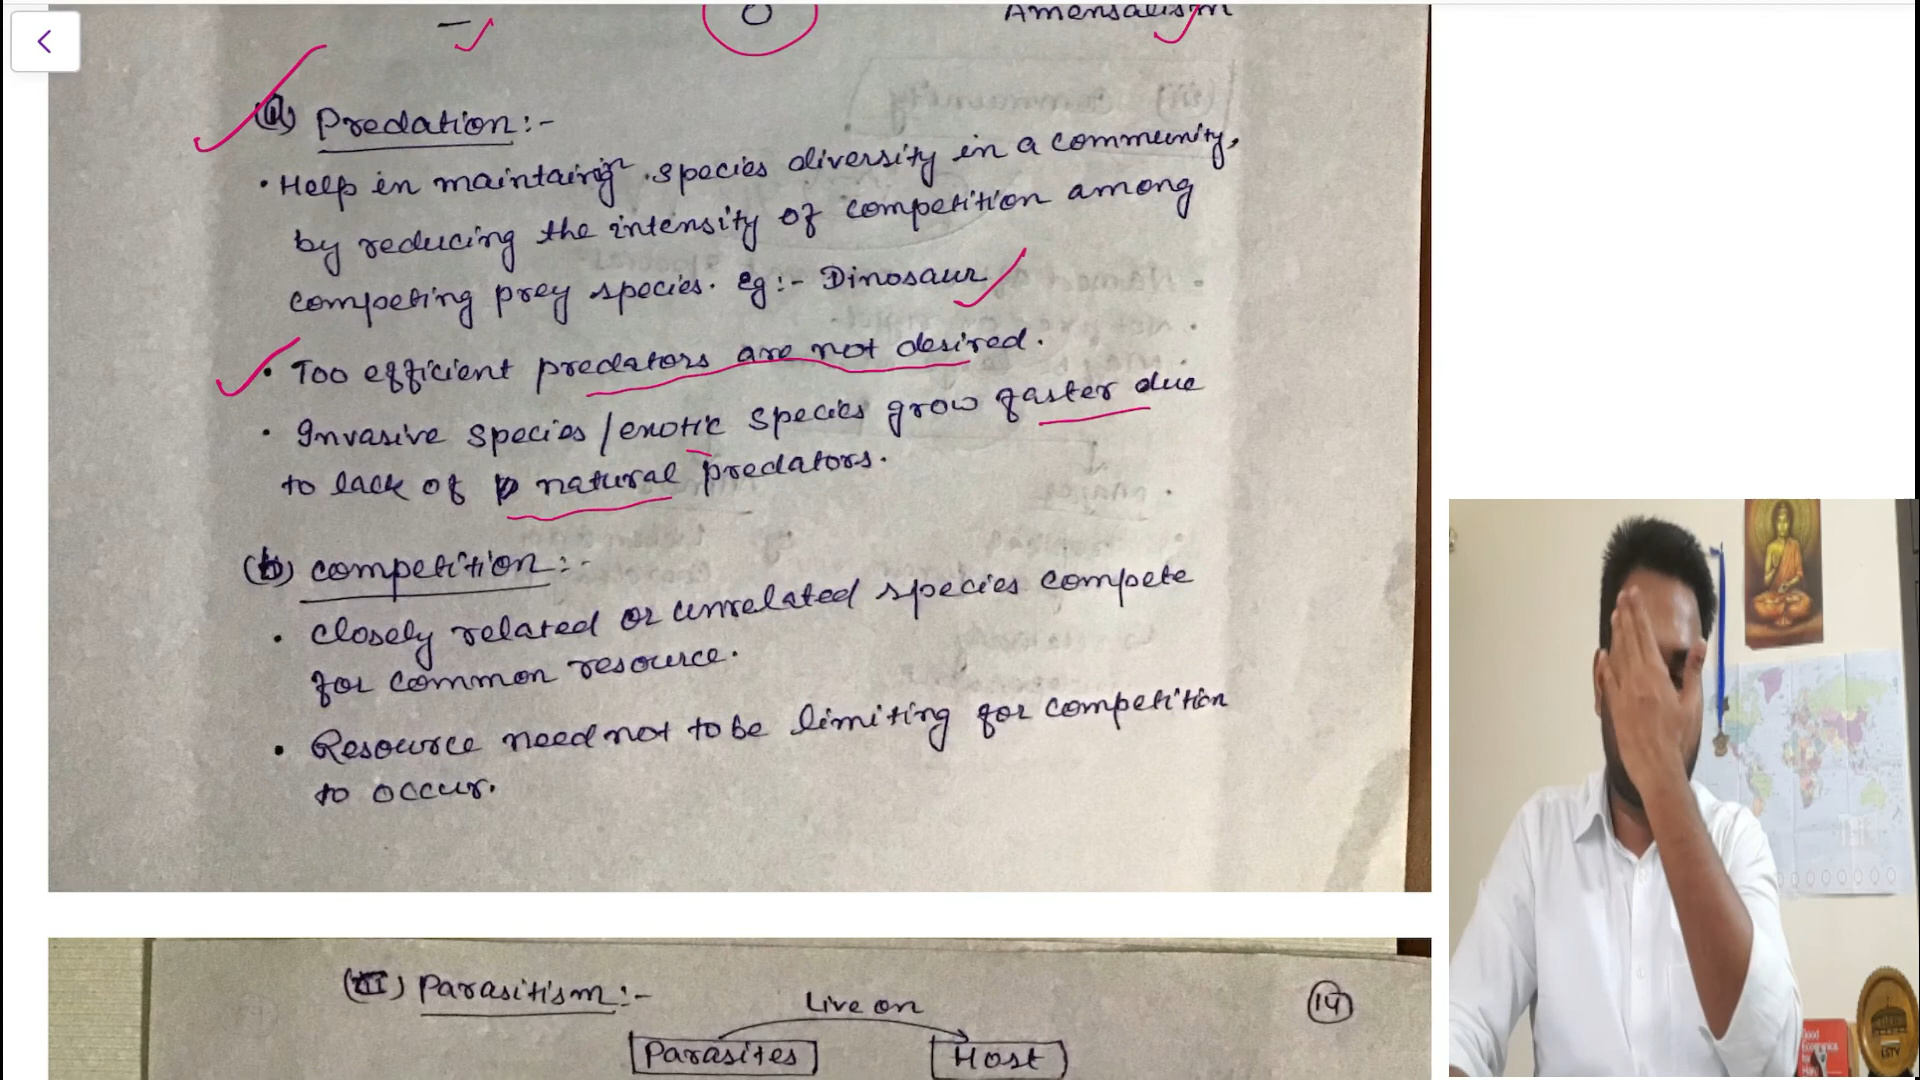 O Amensalism
(a) Predation:-
• Help in maintaining species diversity in a community,
by reducing the intensity of competition among
competing prey species. Eg:- Dinosaur
• Too efficient predators are not desired.
• Invasive species/exotic species grow faster due
to lack of natural predators.
(b) competition:-
• closely related or unrelated species compete
for common resource.
• Resource need not to be limiting for competition
to occur.
(III) Parasitism:- 14
Live on
Parasites Host
LSTV